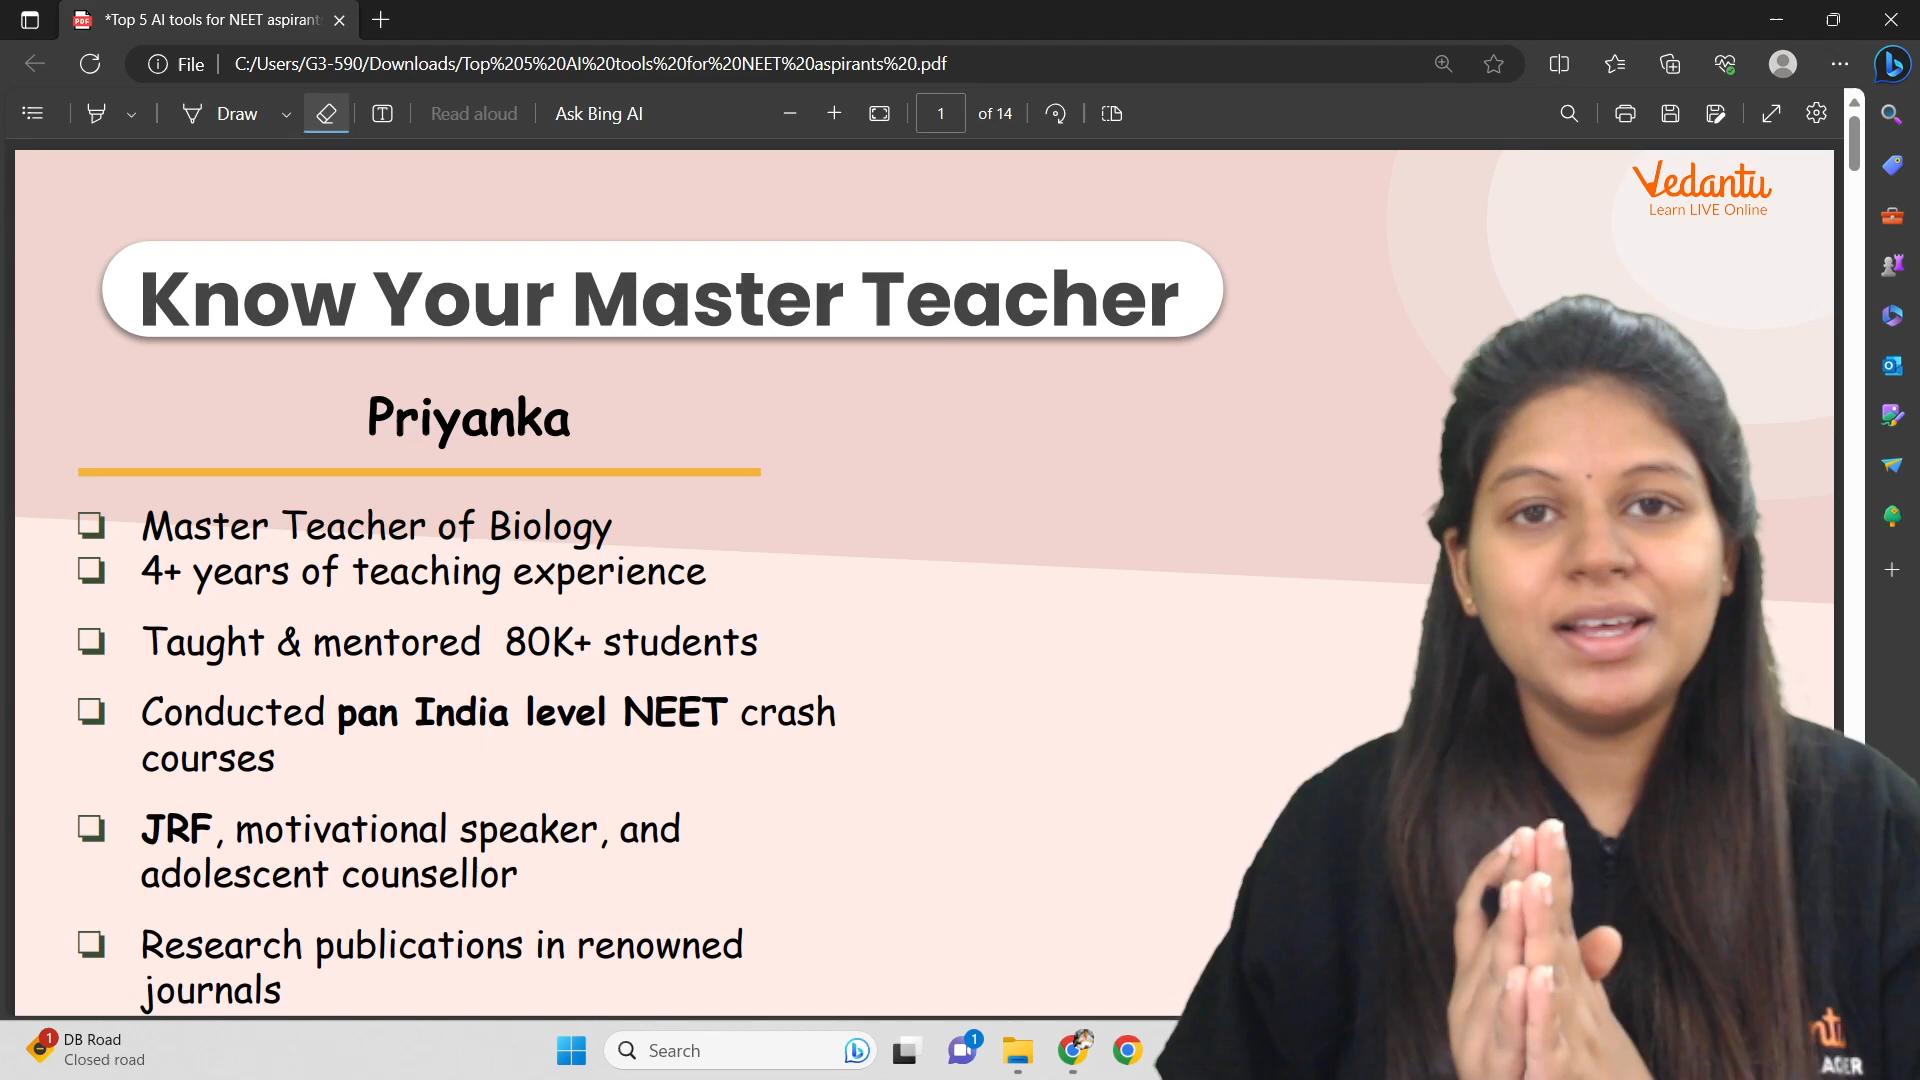 *Top 5 AI tools for NEET aspirant
File
C:/Users/G3-590/Downloads/Top%205%20AI%20tools%20for%20NEET%20aspirants%20.pdf
Draw
Read aloud
Ask Bing AI
1
of 14
Vedantu
Learn LIVE Online
Know Your Master Teacher
Priyanka
Master Teacher of Biology
4+ years of teaching experience
Taught & mentored 80K+ students
Conducted pan India level NEET crash
courses
JRF, motivational speaker, and
adolescent counsellor
Research publications in renowned
journals
1
DB Road
Closed road
Search
1